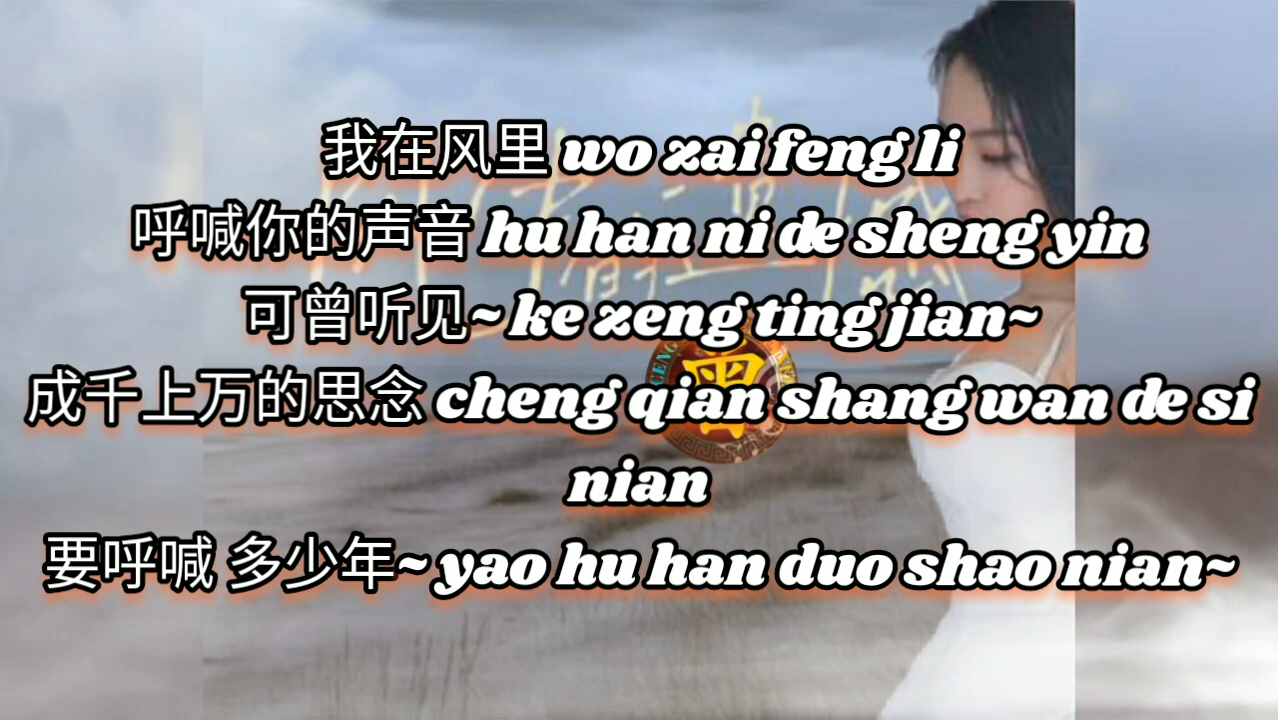 我在风里 wo zai feng li
呼喊你的声音 hu han ni de sheng yin
可曾听见~ ke zeng ting jian~
成千上万的思念 cheng qian shang wan de si
nian
要呼喊 多少年~ yao hu han duo shao nian~